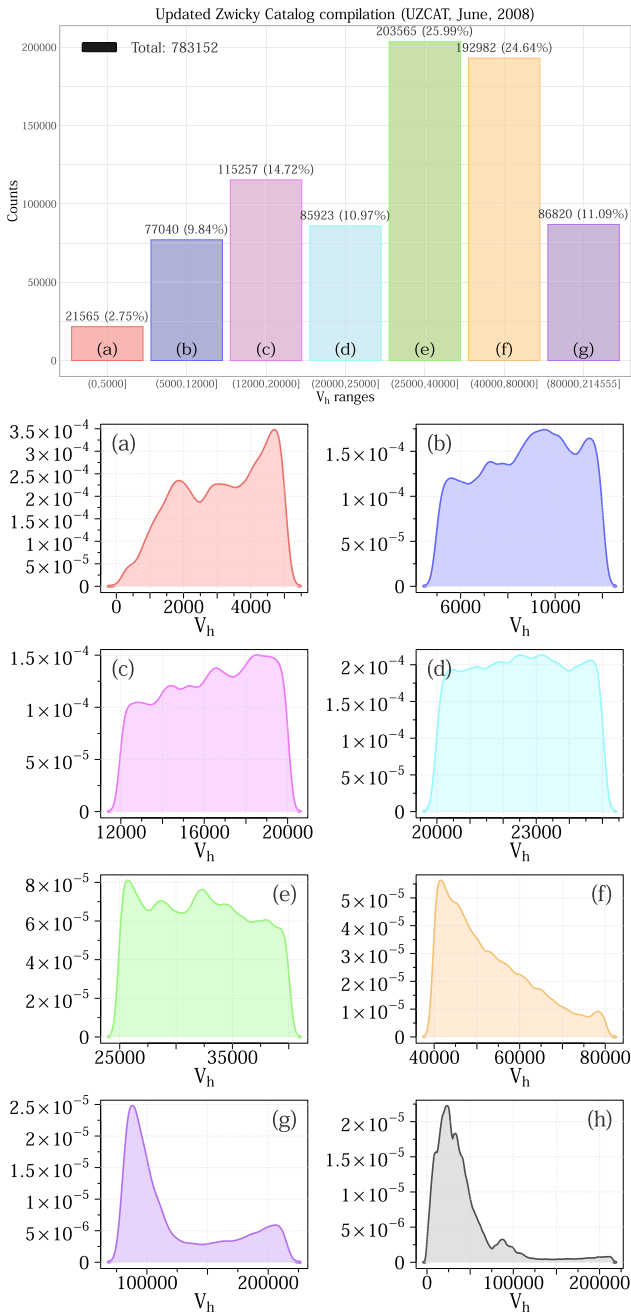 Updated Zwicky Catalog compilation (UZCAT, June, 2008)
Total: 783152
Counts
200000
150000
100000
50000
0
21565 (2.75%)
77040 (9.84%)
115257 (14.72%)
85923 (10.97%)
203565 (25.99%)
192982 (24.64%)
86820 (11.09%)
(a) (b) (c) (d) (e) (f) (g)
(0,5000] (5000,12000] (12000,20000] (20000,25000] (25000,40000] (40000,80000] (80000,214555]
Vₕ ranges
(a)
3.5×10⁻⁴
3×10⁻⁴
2.5×10⁻⁴
2×10⁻⁴
1.5×10⁻⁴
1×10⁻⁴
5×10⁻⁵
0
0 2000 4000
Vₕ
(b)
1.5×10⁻⁴
1×10⁻⁴
5×10⁻⁵
0
6000 10000
Vₕ
(c)
1.5×10⁻⁴
1×10⁻⁴
5×10⁻⁵
0
12000 16000 20000
Vₕ
(d)
2×10⁻⁴
1.5×10⁻⁴
1×10⁻⁴
5×10⁻⁵
0
20000 23000
Vₕ
(e)
8×10⁻⁵
6×10⁻⁵
4×10⁻⁵
2×10⁻⁵
0
25000 35000
Vₕ
(f)
5×10⁻⁵
4×10⁻⁵
3×10⁻⁵
2×10⁻⁵
1×10⁻⁵
0
40000 60000 80000
Vₕ
(g)
2.5×10⁻⁵
2×10⁻⁵
1.5×10⁻⁵
1×10⁻⁵
5×10⁻⁶
0
100000 200000
Vₕ
(h)
2×10⁻⁵
1.5×10⁻⁵
1×10⁻⁵
5×10⁻⁶
0
0 100000 200000
Vₕ